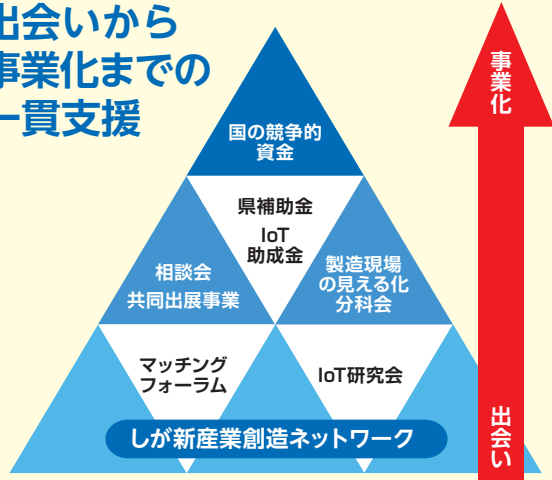 出会いから
事業化までの
一貫支援
事業化
国の競争的
資金
県補助金
IoT
助成金
相談会
共同出展事業
製造現場
の見える化
分科会
マッチング
フォーラム
IoT研究会
しが新産業創造ネットワーク
出会い